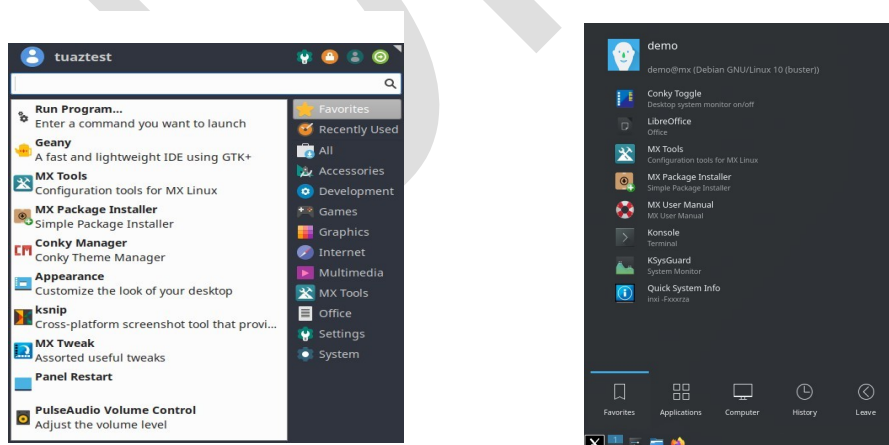 tuaztest
Run Program...
Enter a command you want to launch
Geany
A fast and lightweight IDE using GTK+
MX Tools
Configuration tools for MX Linux
MX Package Installer
Simple Package Installer
Conky Manager
Conky Theme Manager
Appearance
Customize the look of your desktop
ksnip
Cross-platform screenshot tool that provi...
MX Tweak
Assorted useful tweaks
Panel Restart
PulseAudio Volume Control
Adjust the volume level
Favorites
Recently Used
All
Accessories
Development
Games
Graphics
Internet
Multimedia
MX Tools
Office
Settings
System
demo
demo@mx (Debian GNU/Linux 10 (buster))
Conky Toggle
Desktop system monitor on/off
LibreOffice
Office
MX Tools
Configuration tools for MX Linux
MX Package Installer
Simple Package Installer
MX User Manual
MX User Manual
Konsole
Terminal
KSysGuard
System Monitor
Quick System Info
inxi -Fxxxrza
Favorites
Applications
Computer
History
Leave